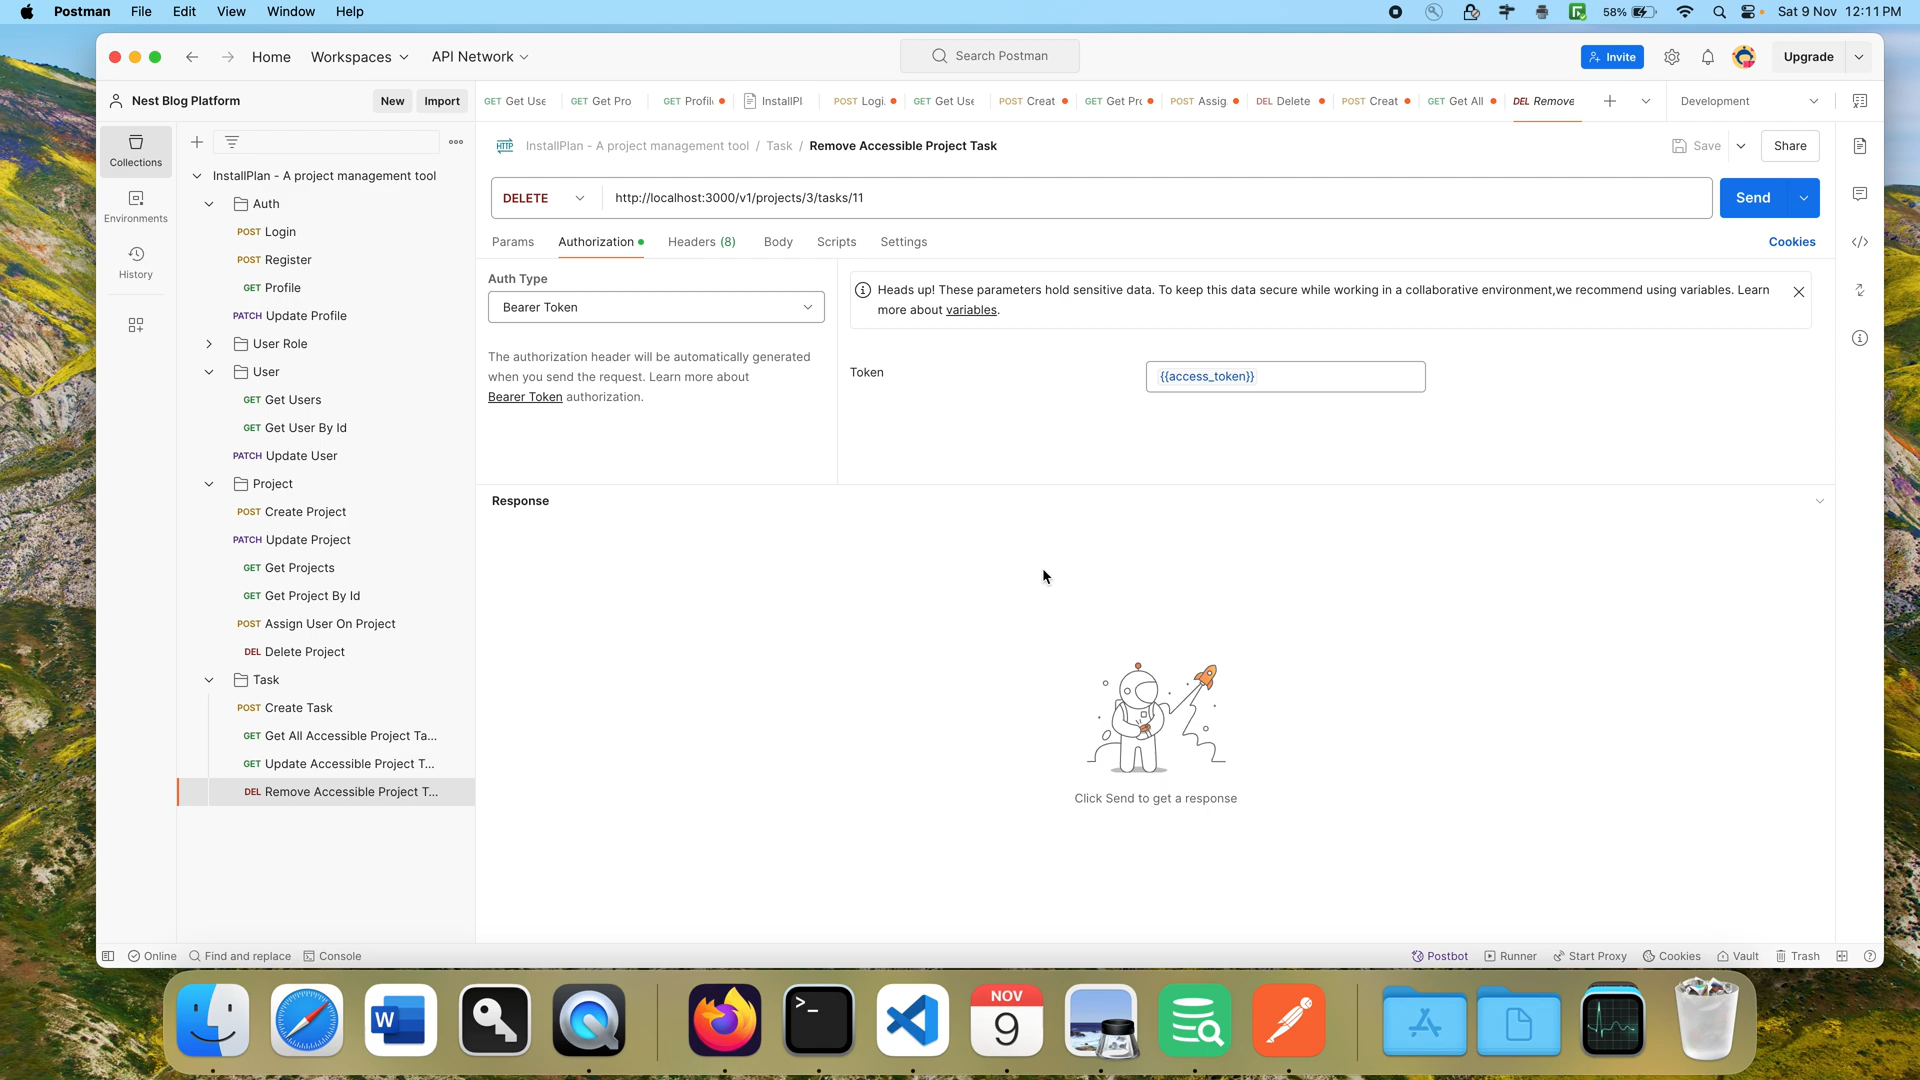 Postman File Edit View Window Help
58% Sat 9 Nov 12:11 PM
Home Workspaces API Network
Search Postman
Invite Upgrade
Nest Blog Platform New Import
GET Get Use GET Get Pro GET Profil InstallPl POST Logi GET Get Use POST Creat GET Get Pro POST Assig DEL Delete POST Creat GET Get All DEL Remove
Development
Collections
Environments
History
InstallPlan - A project management tool
Auth
POST Login
POST Register
GET Profile
PATCH Update Profile
User Role
User
GET Get Users
GET Get User By Id
PATCH Update User
Project
POST Create Project
PATCH Update Project
GET Get Projects
GET Get Project By Id
POST Assign User On Project
DEL Delete Project
Task
POST Create Task
GET Get All Accessible Project Ta...
GET Update Accessible Project T...
DEL Remove Accessible Project T...
HTTP InstallPlan - A project management tool / Task / Remove Accessible Project Task
Save Share
DELETE http://localhost:3000/v1/projects/3/tasks/11 Send
Params Authorization Headers (8) Body Scripts Settings Cookies
Auth Type
Bearer Token
The authorization header will be automatically generated
when you send the request. Learn more about
Bearer Token authorization.
Heads up! These parameters hold sensitive data. To keep this data secure while working in a collaborative environment,we recommend using variables. Learn
more about variables.
Token {{access_token}}
Response
Click Send to get a response
Online Find and replace Console
Postbot Runner Start Proxy Cookies Vault Trash
W
NOV
9